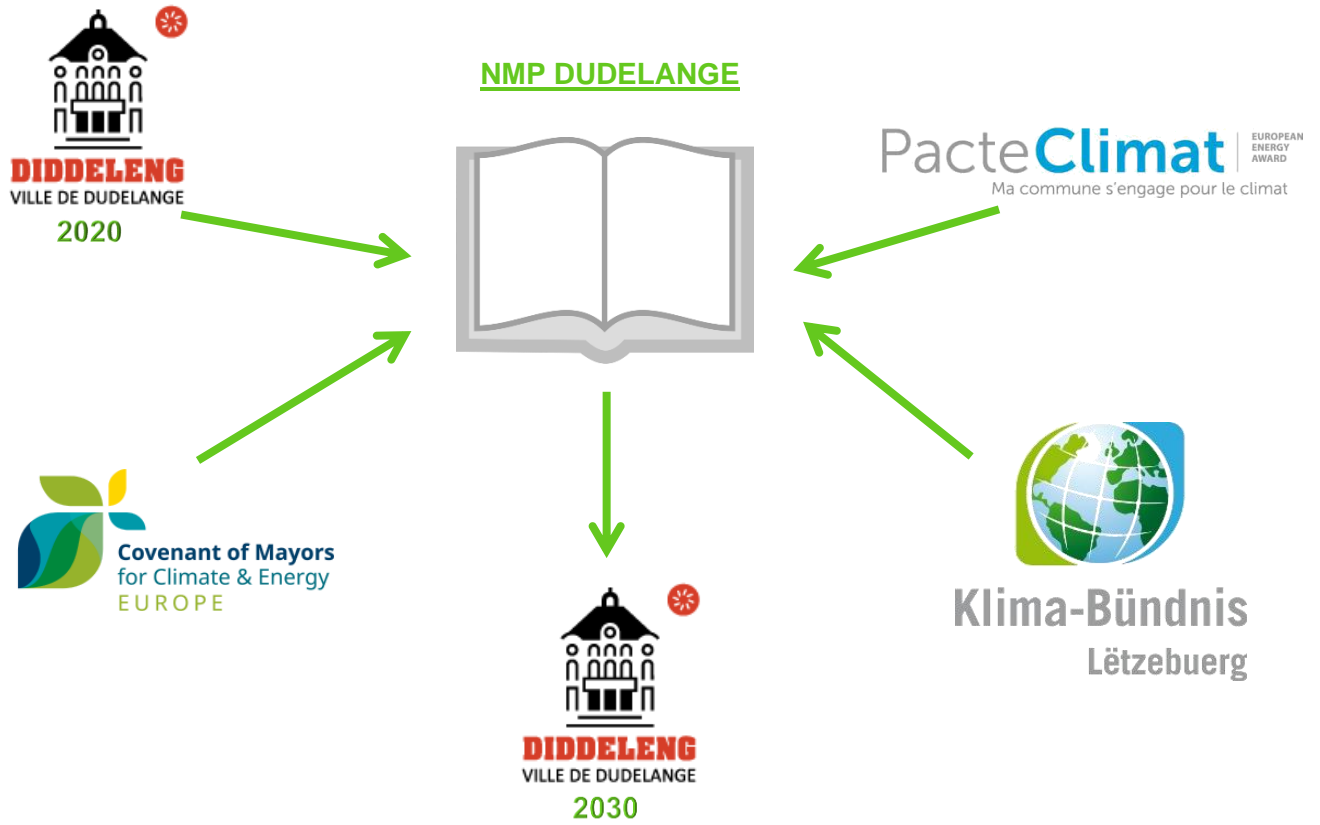 NMP DUDELANGE
DIDDELENG
VILLE DE DUDELANGE
2020
PacteClimat
EUROPEAN
ENERGY
AWARD
Ma commune s'engage pour le climat
Covenant of Mayors
for Climate & Energy
EUROPE
Klima-Bündnis
Lëtzebuerg
DIDDELENG
VILLE DE DUDELANGE
2030